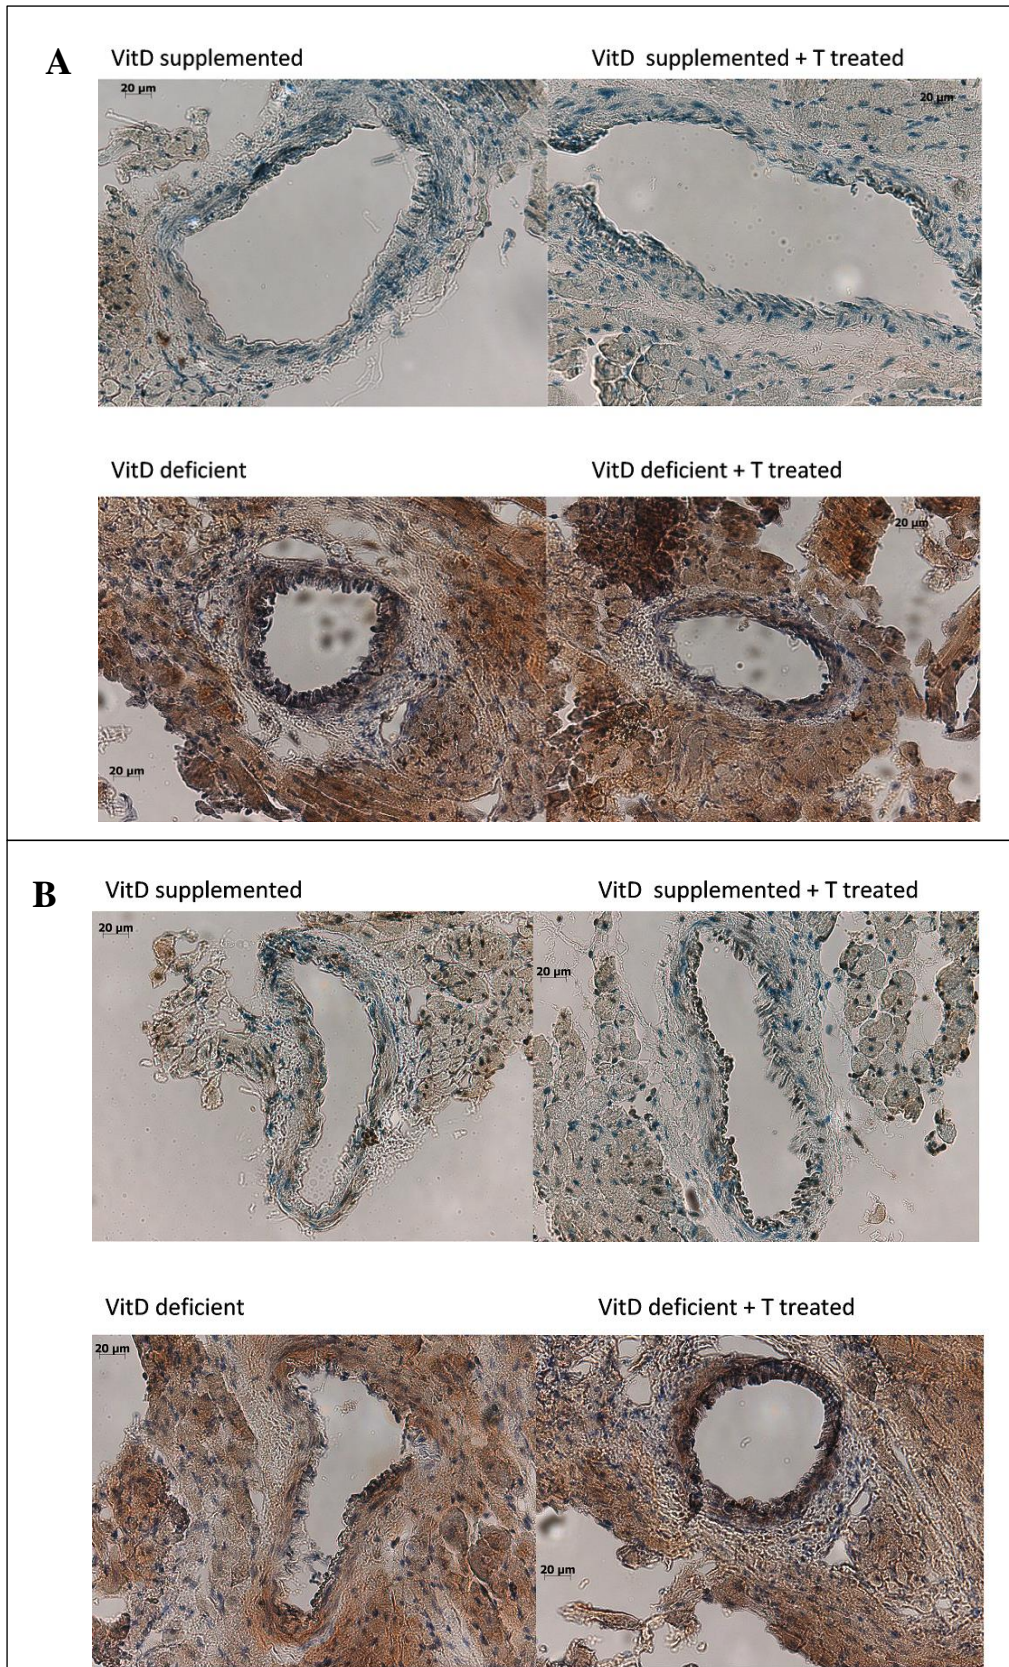 A
VitD supplemented
VitD supplemented + T treated
20 µm
20 µm
VitD deficient
VitD deficient + T treated
20 µm
20 µm
B
VitD supplemented
VitD supplemented + T treated
20 µm
20 µm
VitD deficient
VitD deficient + T treated
20 µm
20 µm